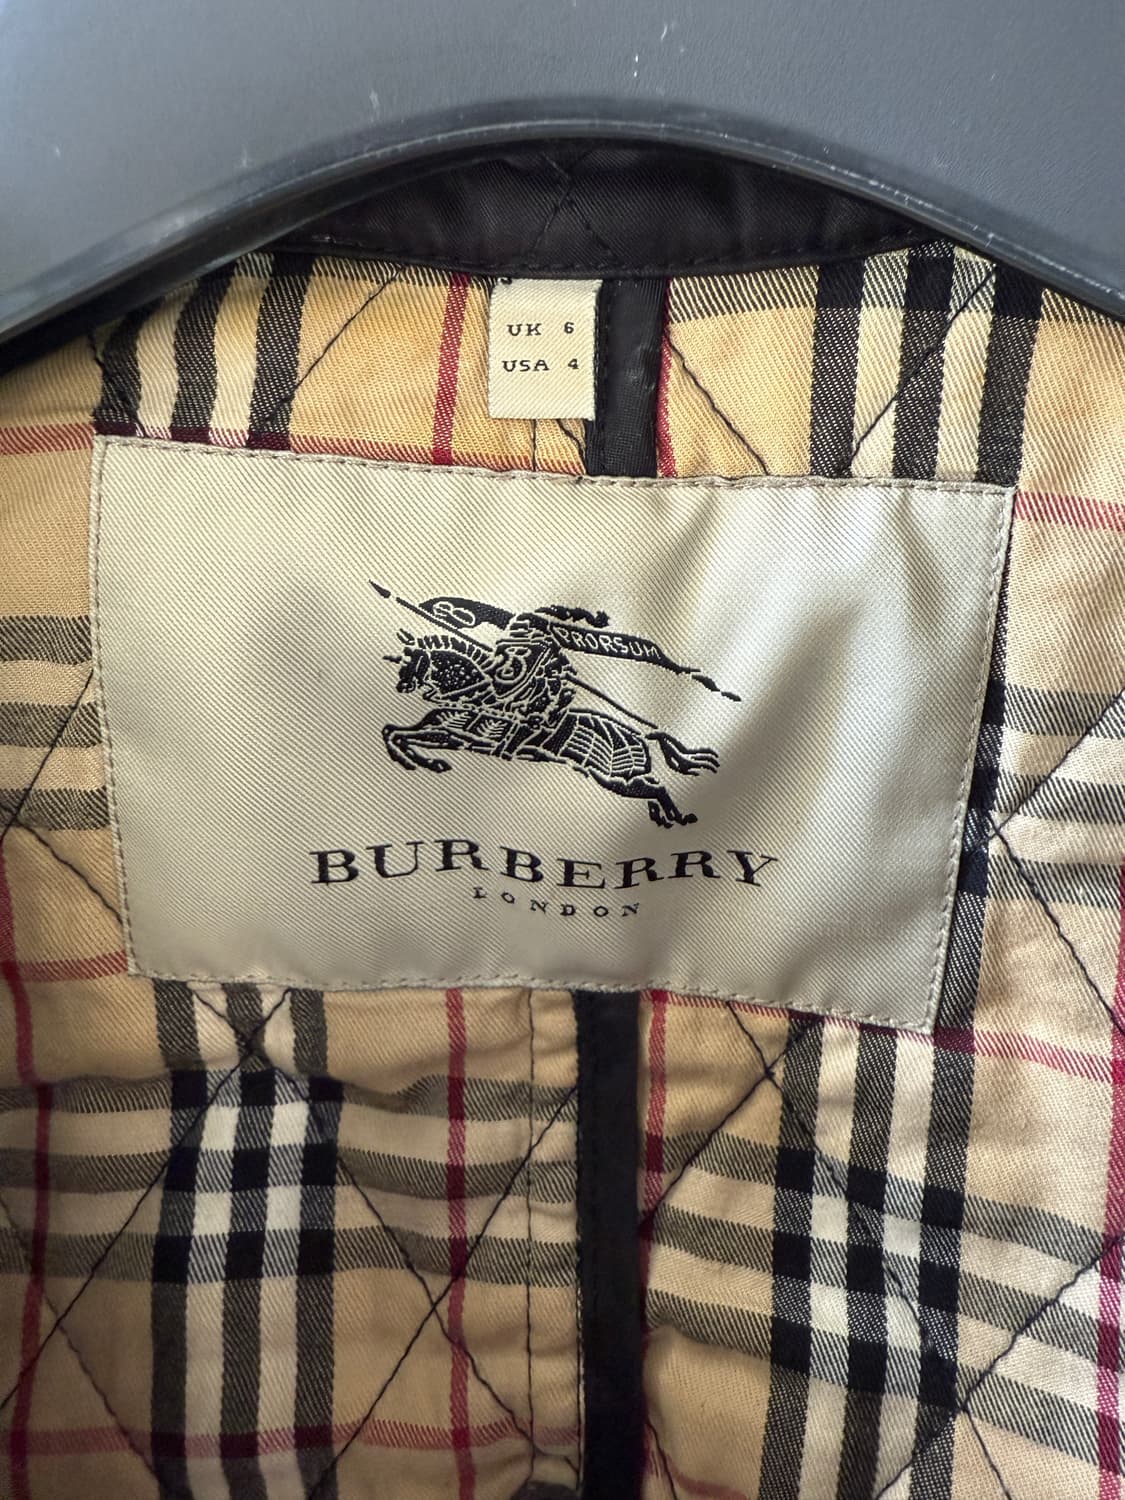 UK 6
USA 4
PRORSUM
BURBERRY
LONDON